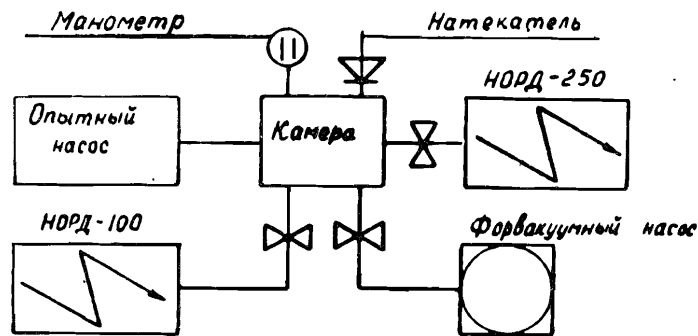 Манометр
Натекатель
НОРД-250
Опытный
насос
Камера
НОРД-100
Форвакуумный насос